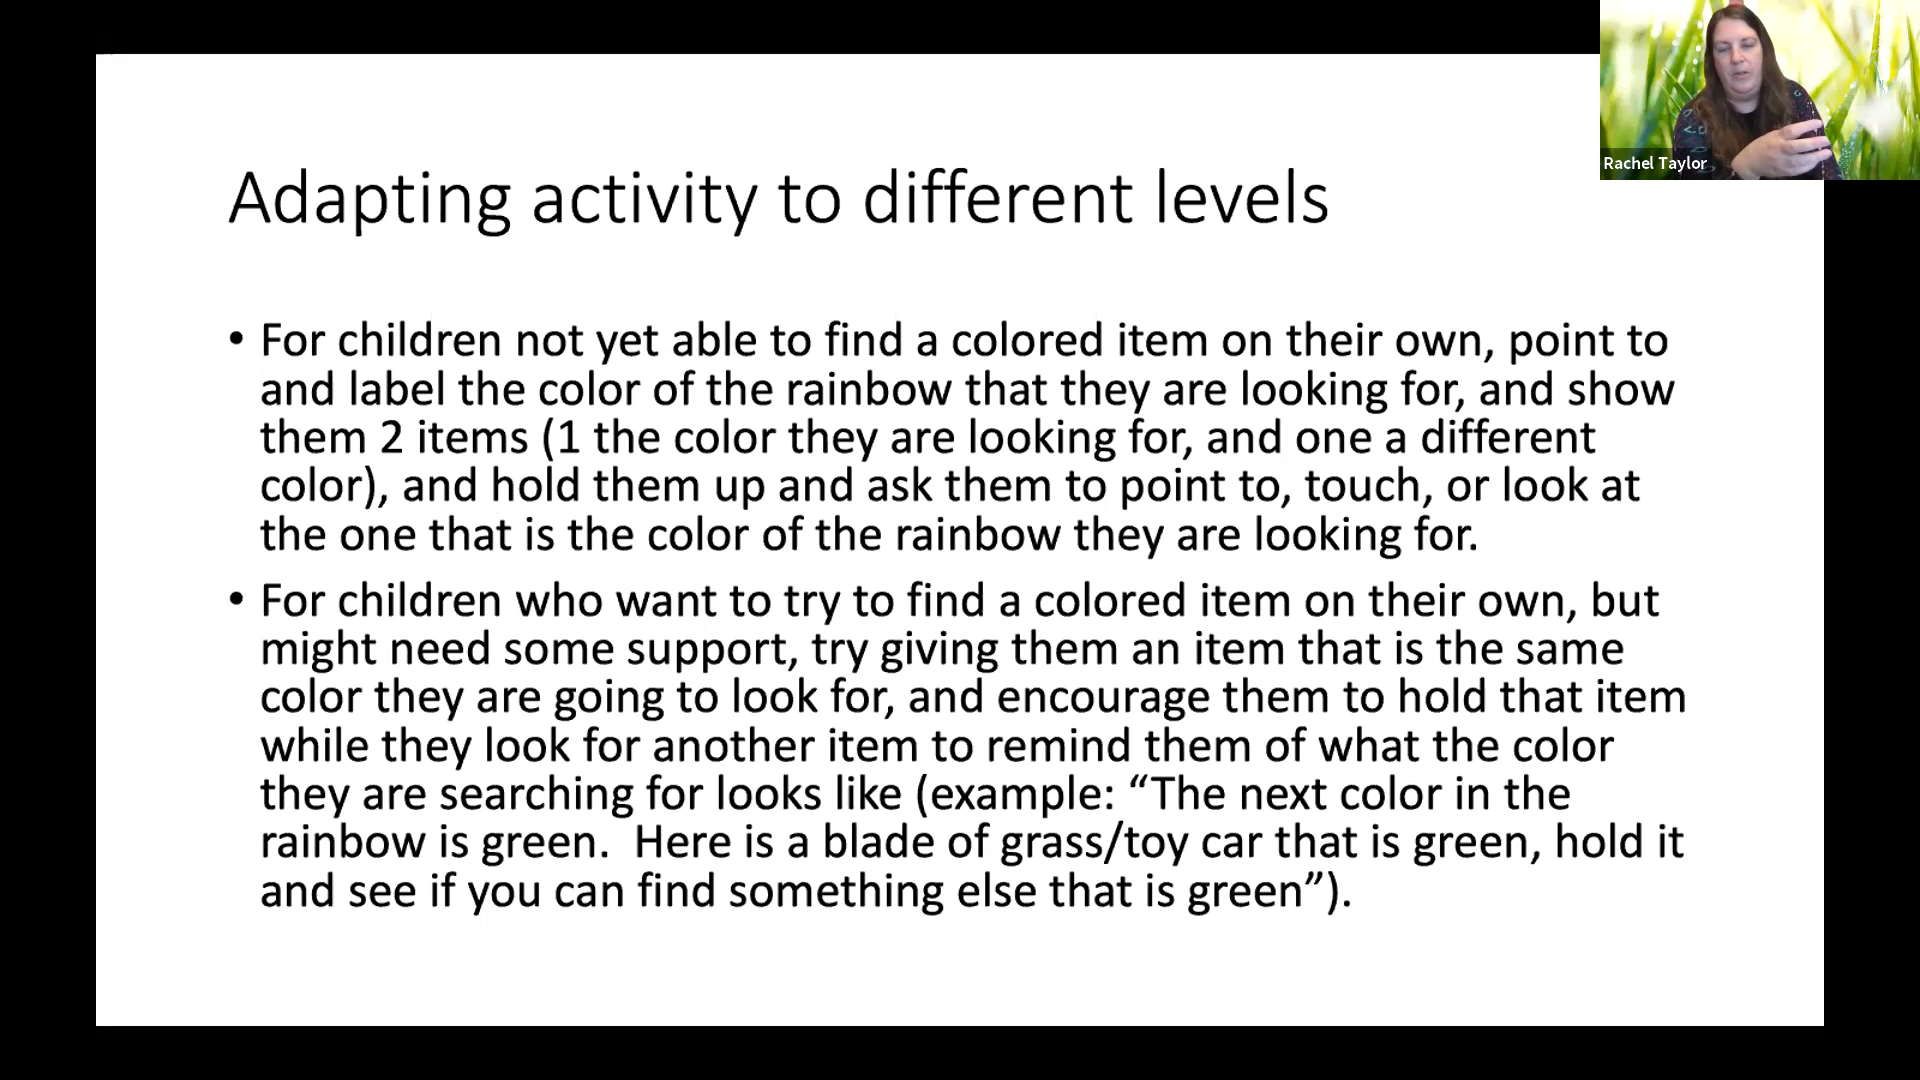 Rachel Taylor
Adapting activity to different levels
• For children not yet able to find a colored item on their own, point to
and label the color of the rainbow that they are looking for, and show
them 2 items (1 the color they are looking for, and one a different
color), and hold them up and ask them to point to, touch, or look at
the one that is the color of the rainbow they are looking for.
• For children who want to try to find a colored item on their own, but
might need some support, try giving them an item that is the same
color they are going to look for, and encourage them to hold that item
while they look for another item to remind them of what the color
they are searching for looks like (example: “The next color in the
rainbow is green.  Here is a blade of grass/toy car that is green, hold it
and see if you can find something else that is green”).